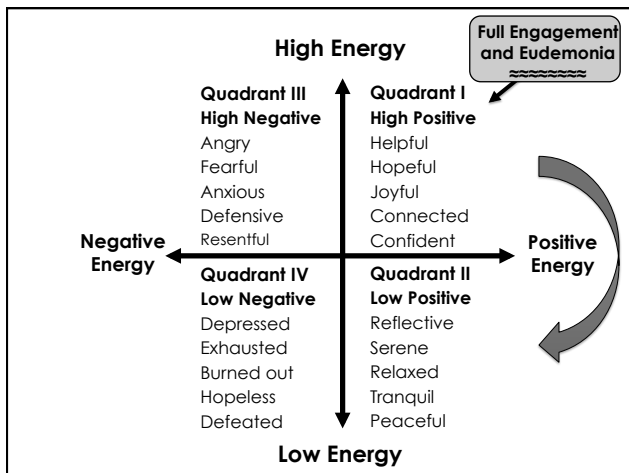 Full Engagement
and Eudemonia
≈≈≈≈≈≈≈≈
High Energy
Quadrant III
High Negative
Angry
Fearful
Anxious
Defensive
Resentful
Quadrant I
High Positive
Helpful
Hopeful
Joyful
Connected
Confident
Negative
Energy
Positive
Energy
Quadrant IV
Low Negative
Depressed
Exhausted
Burned out
Hopeless
Defeated
Quadrant II
Low Positive
Reflective
Serene
Relaxed
Tranquil
Peaceful
Low Energy